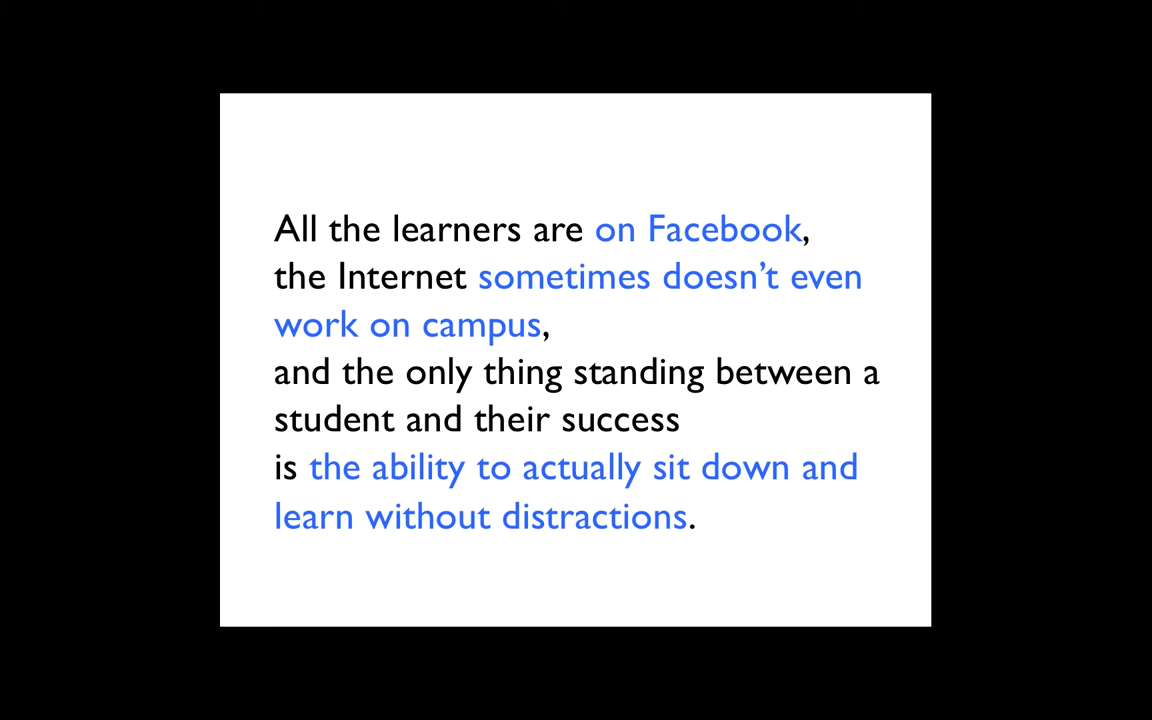 All the learners are on Facebook,
the Internet sometimes doesn’t even
work on campus,
and the only thing standing between a
student and their success
is the ability to actually sit down and
learn without distractions.